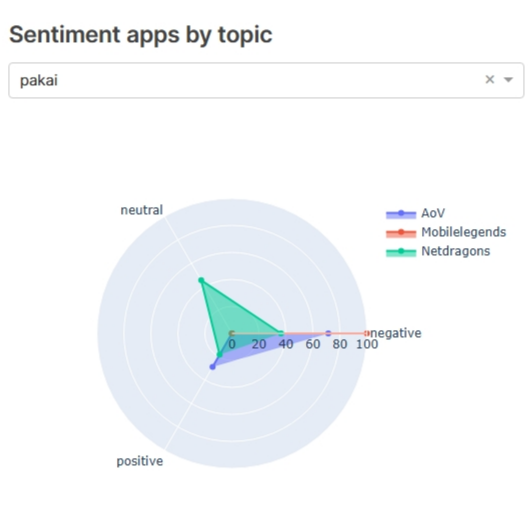 Sentiment apps by topic
pakai
neutral
AoV
Mobilelegends
Netdragons
negative
0 20 40 60 80 100
positive